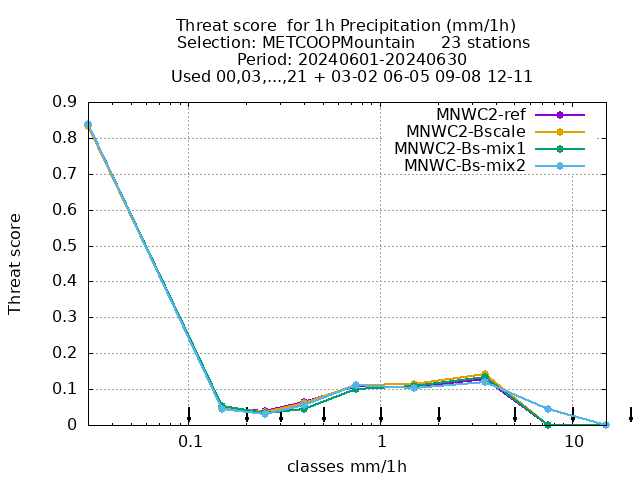 Threat score  for 1h Precipitation (mm/1h)
Selection: METCOOPMountain     23 stations
Period: 20240601-20240630
Used 00,03,...,21 + 03-02 06-05 09-08 12-11
MNWC2-ref
MNWC2-Bscale
MNWC2-Bs-mix1
MNWC-Bs-mix2
0.9
0.8
0.7
0.6
0.5
0.4
0.3
0.2
0.1
0
Threat score
0.1 1 10
classes mm/1h